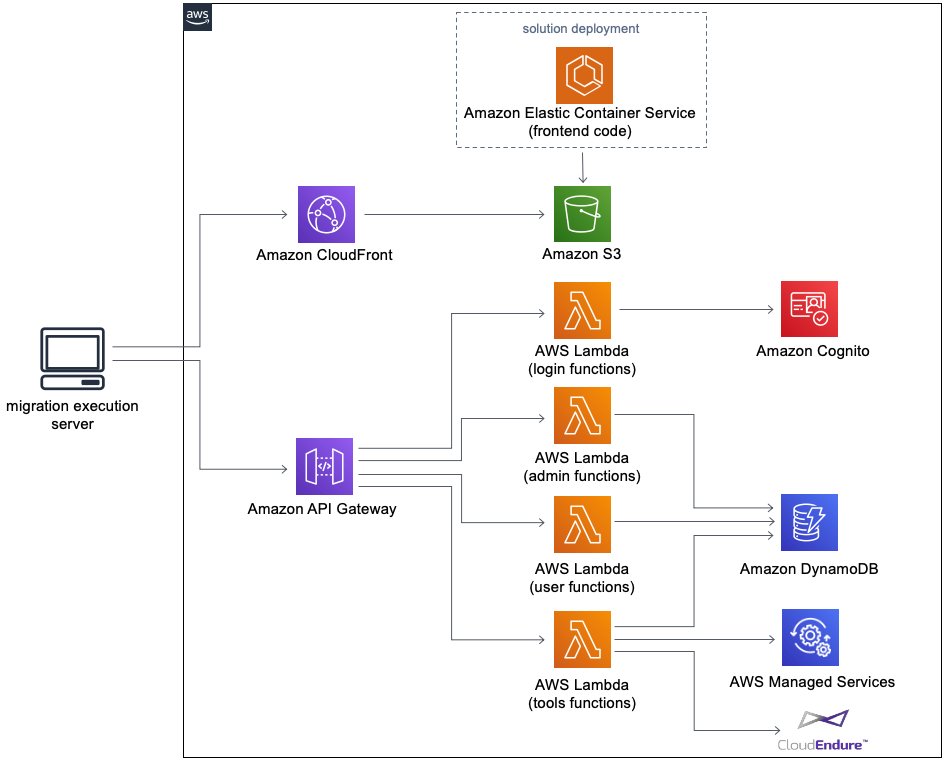 aws
solution deployment
Amazon Elastic Container Service
(frontend code)
Amazon CloudFront
Amazon S3
AWS Lambda
(login functions)
Amazon Cognito
migration execution
server
AWS Lambda
(admin functions)
Amazon API Gateway
AWS Lambda
(user functions)
Amazon DynamoDB
AWS Lambda
(tools functions)
AWS Managed Services
CloudEndure™